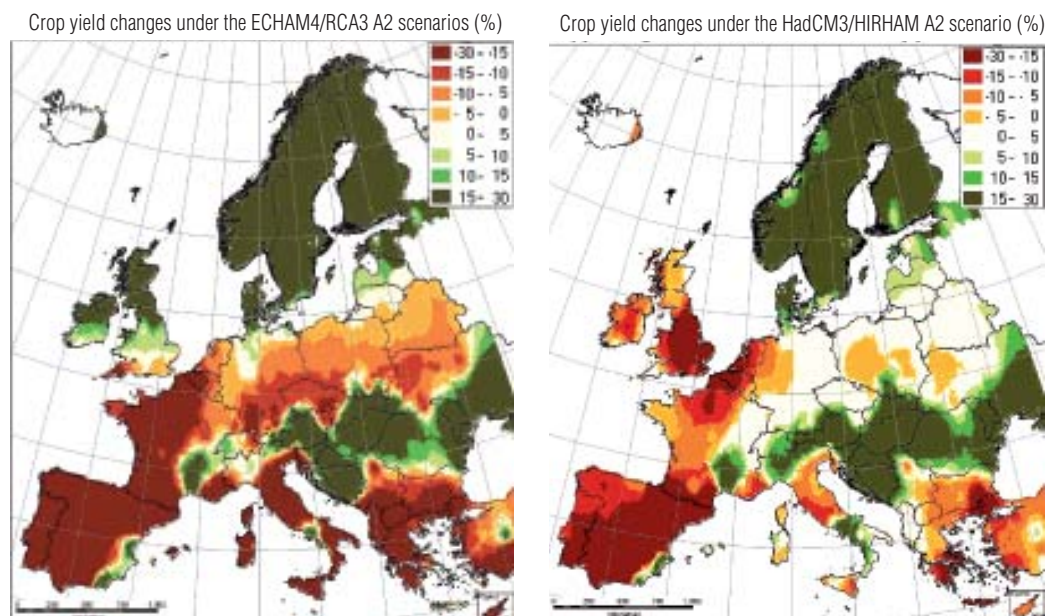 Crop yield changes under the ECHAM4/RCA3 A2 scenarios (%)
-30 - -15
-15 - -10
-10 - - 5
- 5 - 0
0 - 5
5 - 10
10 - 15
15 - 30
Crop yield changes under the HadCM3/HIRHAM A2 scenario (%)
-30 - -15
-15 - -10
-10 - - 5
- 5 - 0
0 - 5
5 - 10
10 - 15
15 - 30